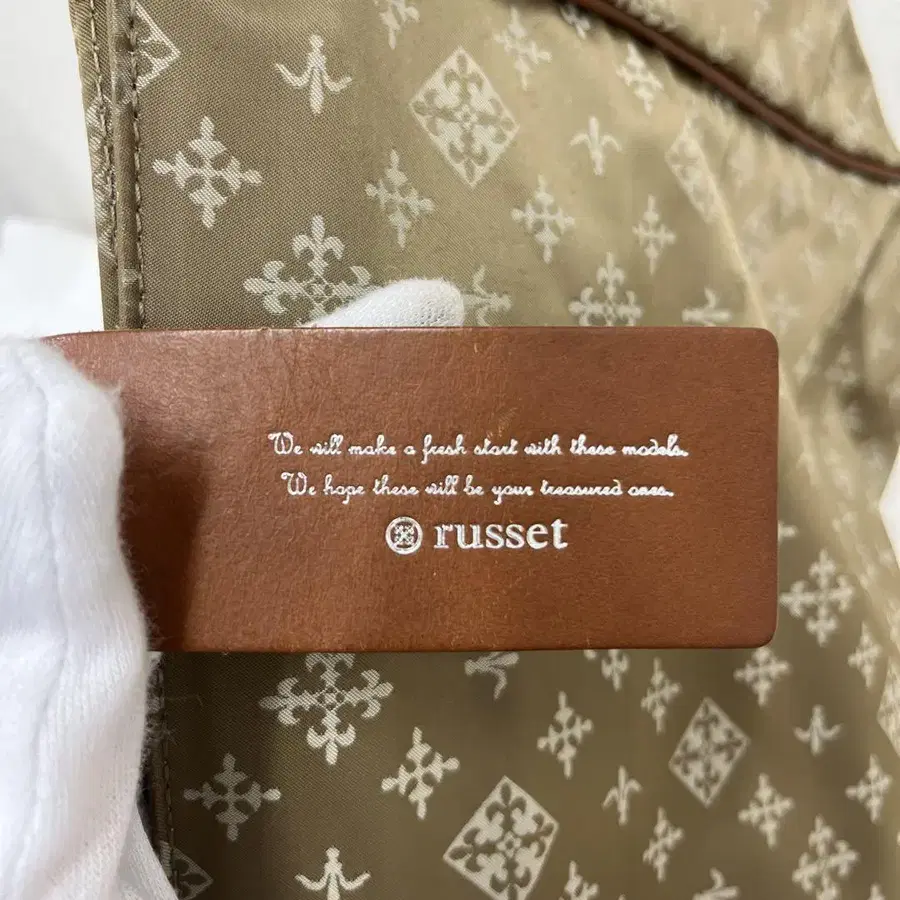 We will make a fresh start with these models.
We hope these will be your treasured ones.
russet